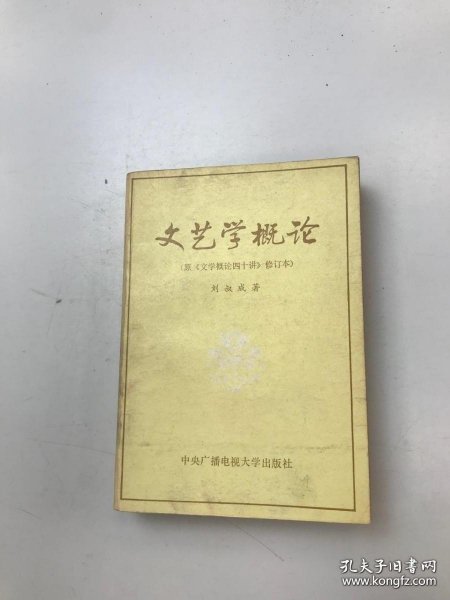 文艺学概论
（原《文学概论四十讲》修订本）
刘叔成著
中央广播电视大学出版社
孔夫子旧书网
www.kongfz.com